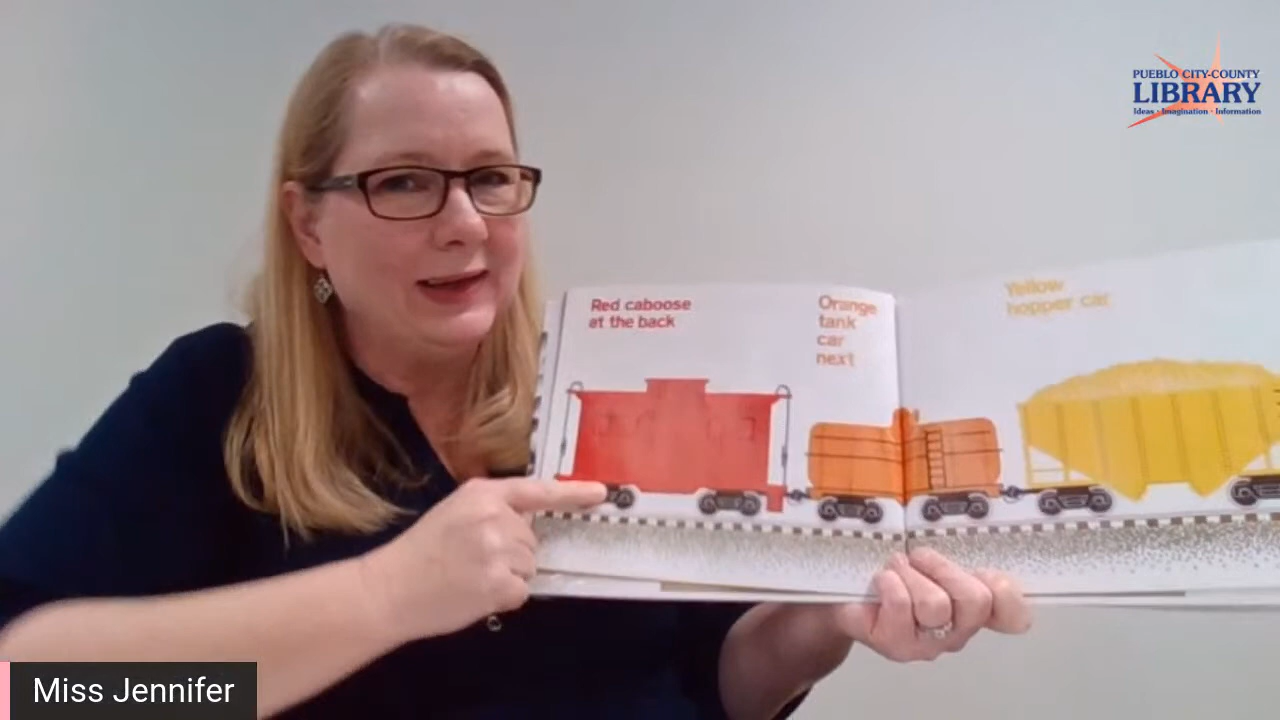 PUEBLO CITY-COUNTY
LIBRARY
Ideas · Imagination · Information
Red caboose
at the back
Orange
tank
car
next
Yellow
hopper car
Miss Jennifer